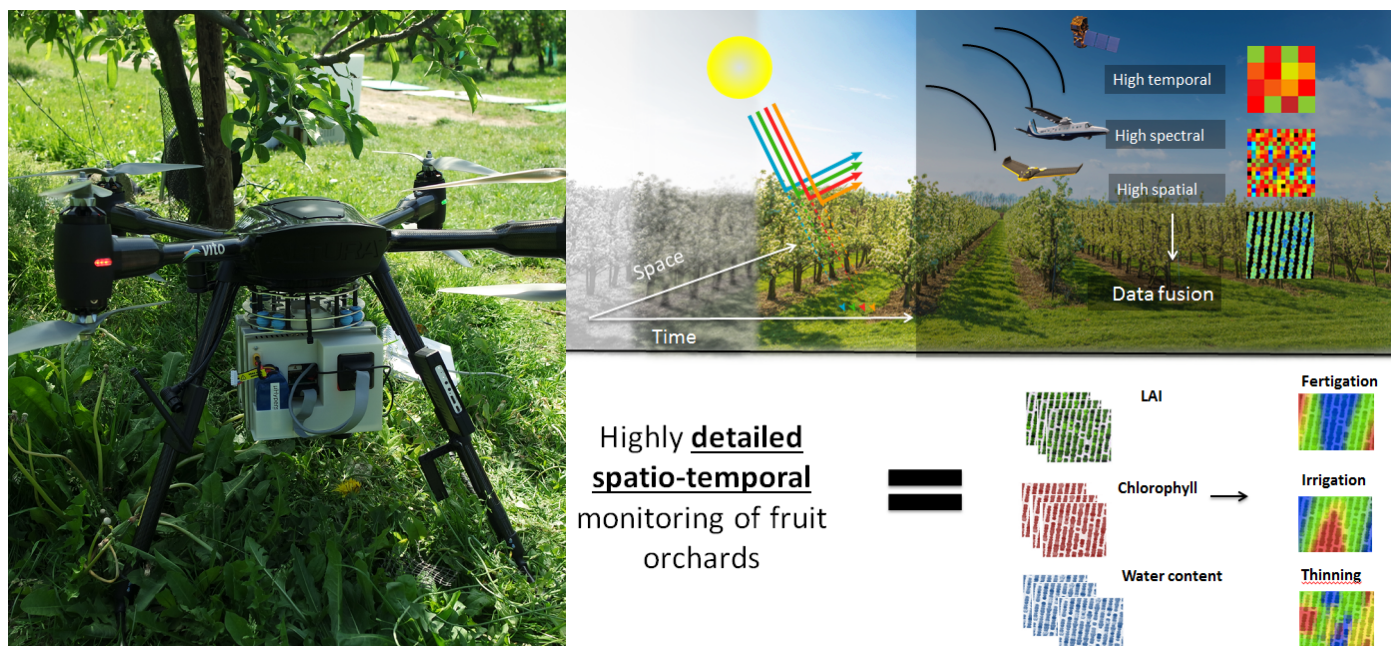 vito
Space
Time
High temporal
High spectral
High spatial
Data fusion
Highly detailed
spatio-temporal
monitoring of fruit
orchards
LAI
Chlorophyll
Water content
Fertigation
Irrigation
Thinning